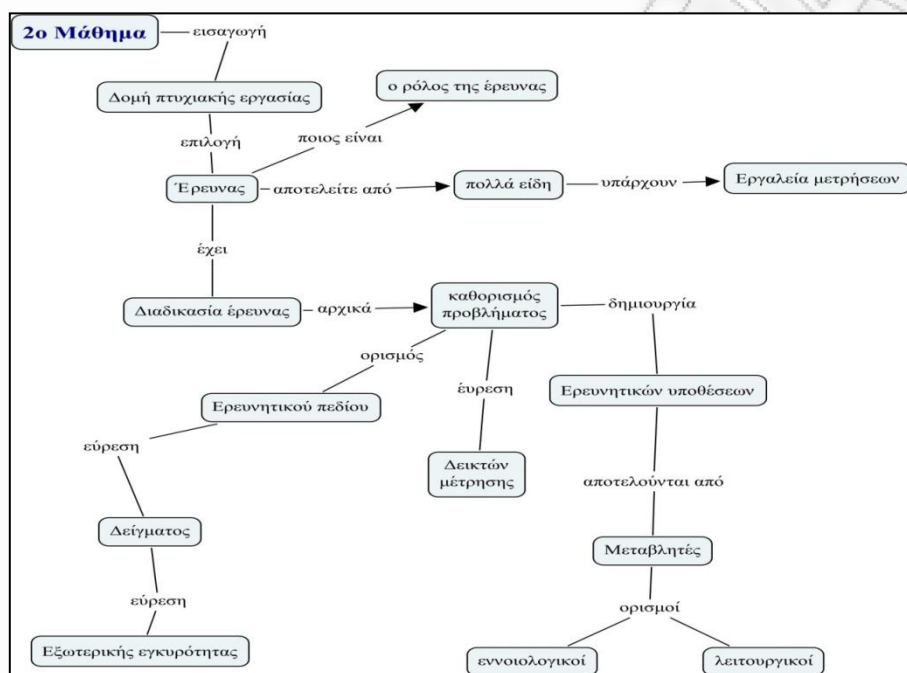 2ο Μάθημα
εισαγωγή
Δομή πτυχιακής εργασίας
ο ρόλος της έρευνας
επιλογή
ποιος είναι
Έρευνας
αποτελείτε από
πολλά είδη
υπάρχουν
Εργαλεία μετρήσεων
έχει
Διαδικασία έρευνας
αρχικά
καθορισμός
προβλήματος
δημιουργία
ορισμός
έυρεση
Ερευνητικών υποθέσεων
Ερευνητικού πεδίου
εύρεση
Δεικτών
μέτρησης
αποτελούνται από
Δείγματος
Μεταβλητές
εύρεση
ορισμοί
Εξωτερικής εγκυρότητας
εννοιολογικοί
λειτουργικοί